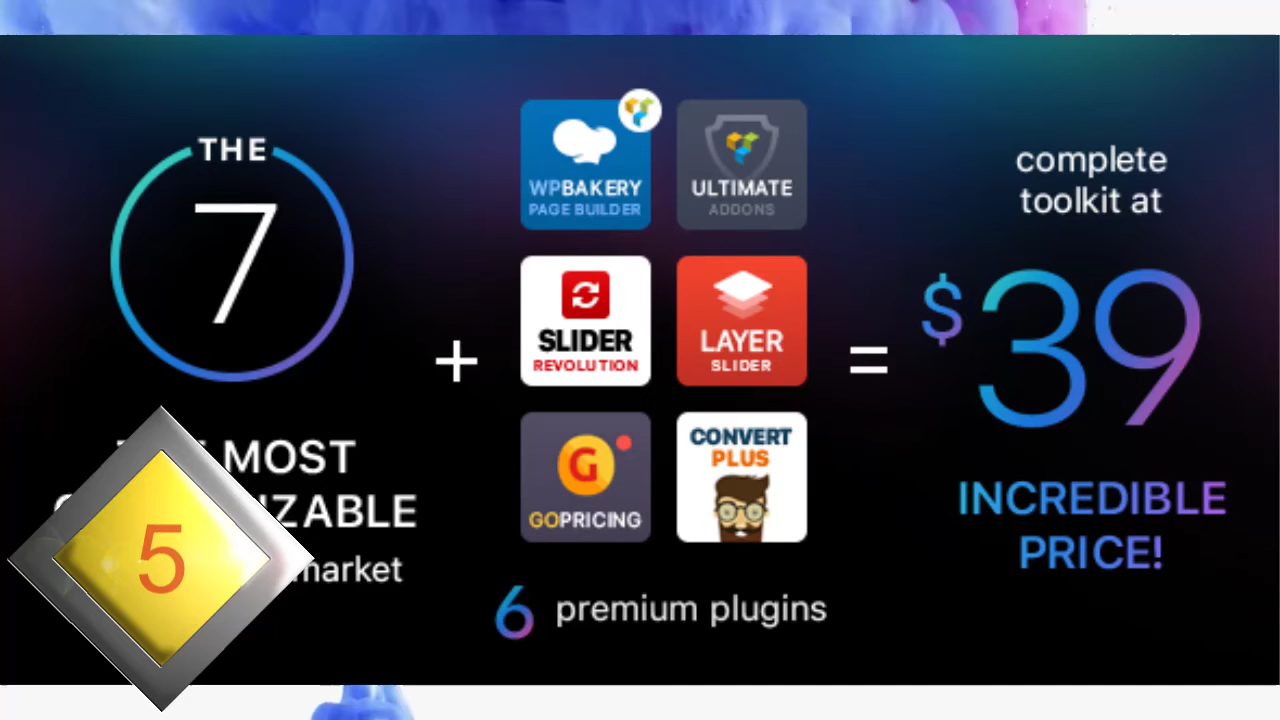 THE
7
MOST
ZABLE
market
5
+
WPBAKERY
PAGE BUILDER
ULTIMATE
ADDONS
SLIDER
REVOLUTION
LAYER
SLIDER
GOPRICING
CONVERT
PLUS
6 premium plugins
=
complete
toolkit at
$39
INCREDIBLE
PRICE!